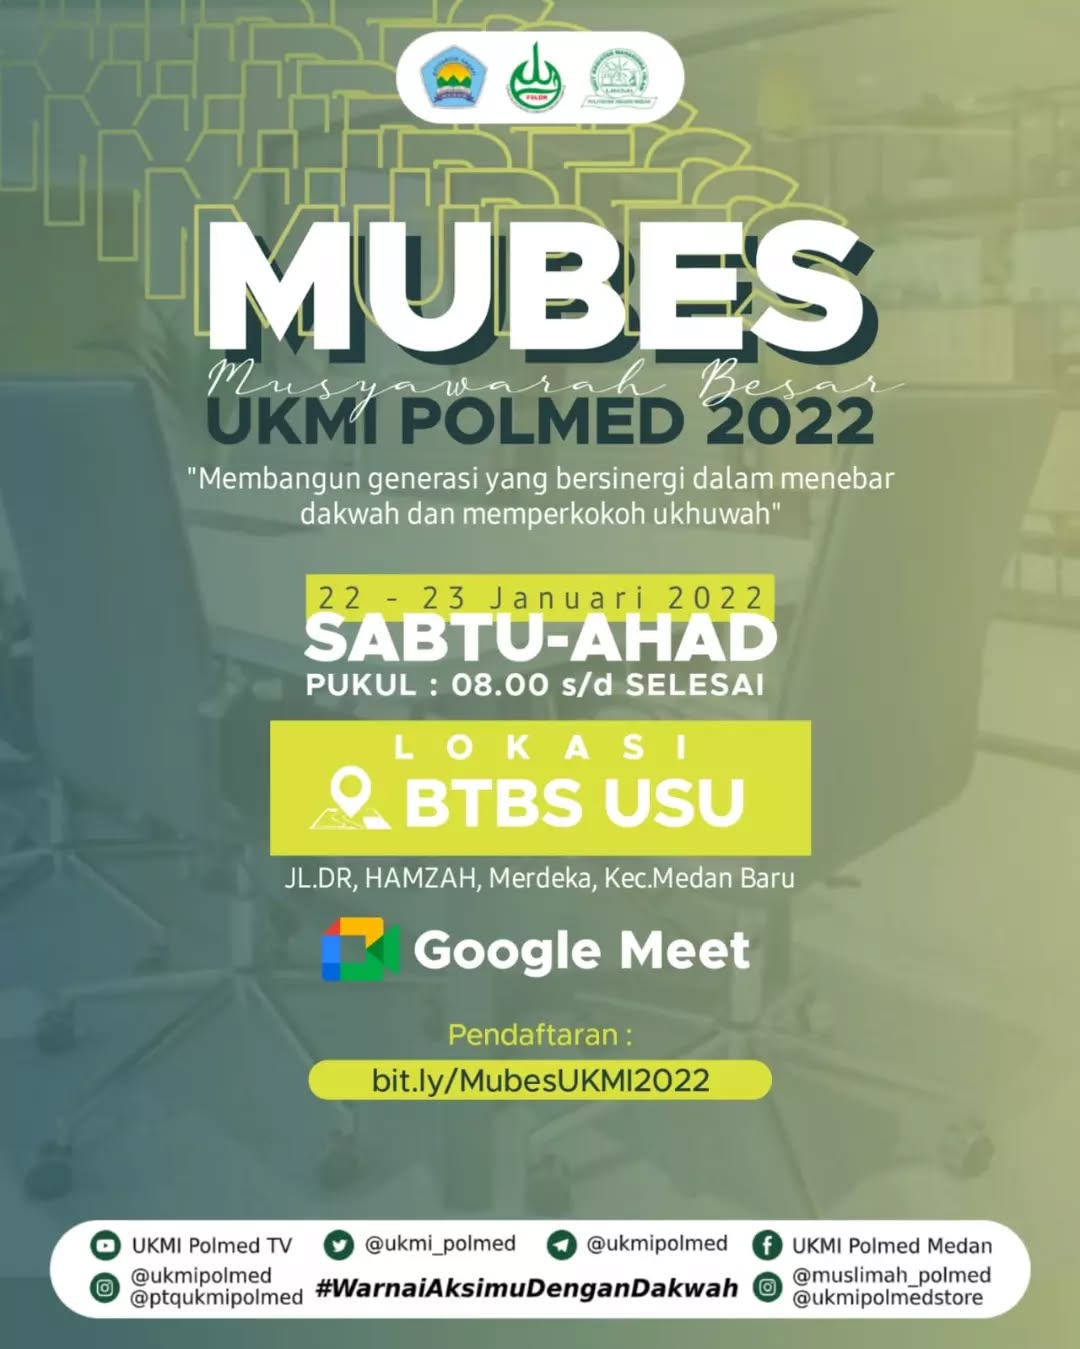 MUBES
Musyawarah Besar
UKMI POLMED 2022
"Membangun generasi yang bersinergi dalam menebar
dakwah dan memperkokoh ukhuwah"
22 - 23 Januari 2022
SABTU-AHAD
PUKUL : 08.00 s/d SELESAI
LOKASI
BTBS USU
JL.DR, HAMZAH, Merdeka, Kec.Medan Baru
Google Meet
Pendaftaran :
bit.ly/MubesUKMI2022
UKMI Polmed TV @ukmi_polmed @ukmipolmed UKMI Polmed Medan
@ukmipolmed
@ptqukmipolmed
#WarnaiAksimuDenganDakwah
@muslimah_polmed
@ukmipolmedstore